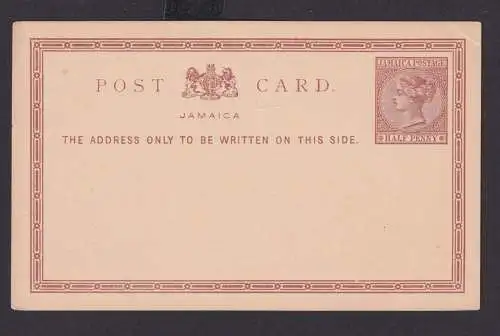 JAMAICA POSTAGE
POST CARD.
JAMAICA
THE ADDRESS ONLY TO BE WRITTEN ON THIS SIDE.
HALF PENNY